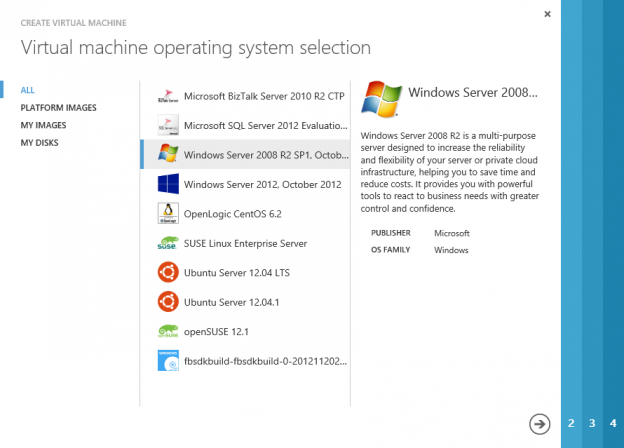 CREATE VIRTUAL MACHINE
Virtual machine operating system selection
ALL
PLATFORM IMAGES
MY IMAGES
MY DISKS
Microsoft BizTalk Server 2010 R2 CTP
Microsoft SQL Server 2012 Evaluatio...
Windows Server 2008 R2 SP1, Octob...
Windows Server 2012, October 2012
OpenLogic CentOS 6.2
SUSE Linux Enterprise Server
Ubuntu Server 12.04 LTS
Ubuntu Server 12.04.1
openSUSE 12.1
fbsdkbuild-fbsdkbuild-0-201211202...
Windows Server 2008...
Windows Server 2008 R2 is a multi-purpose
server designed to increase the reliability
and flexibility of your server or private cloud
infrastructure, helping you to save time and
reduce costs. It provides you with powerful
tools to react to business needs with greater
control and confidence.
PUBLISHER Microsoft
OS FAMILY Windows
2 3 4